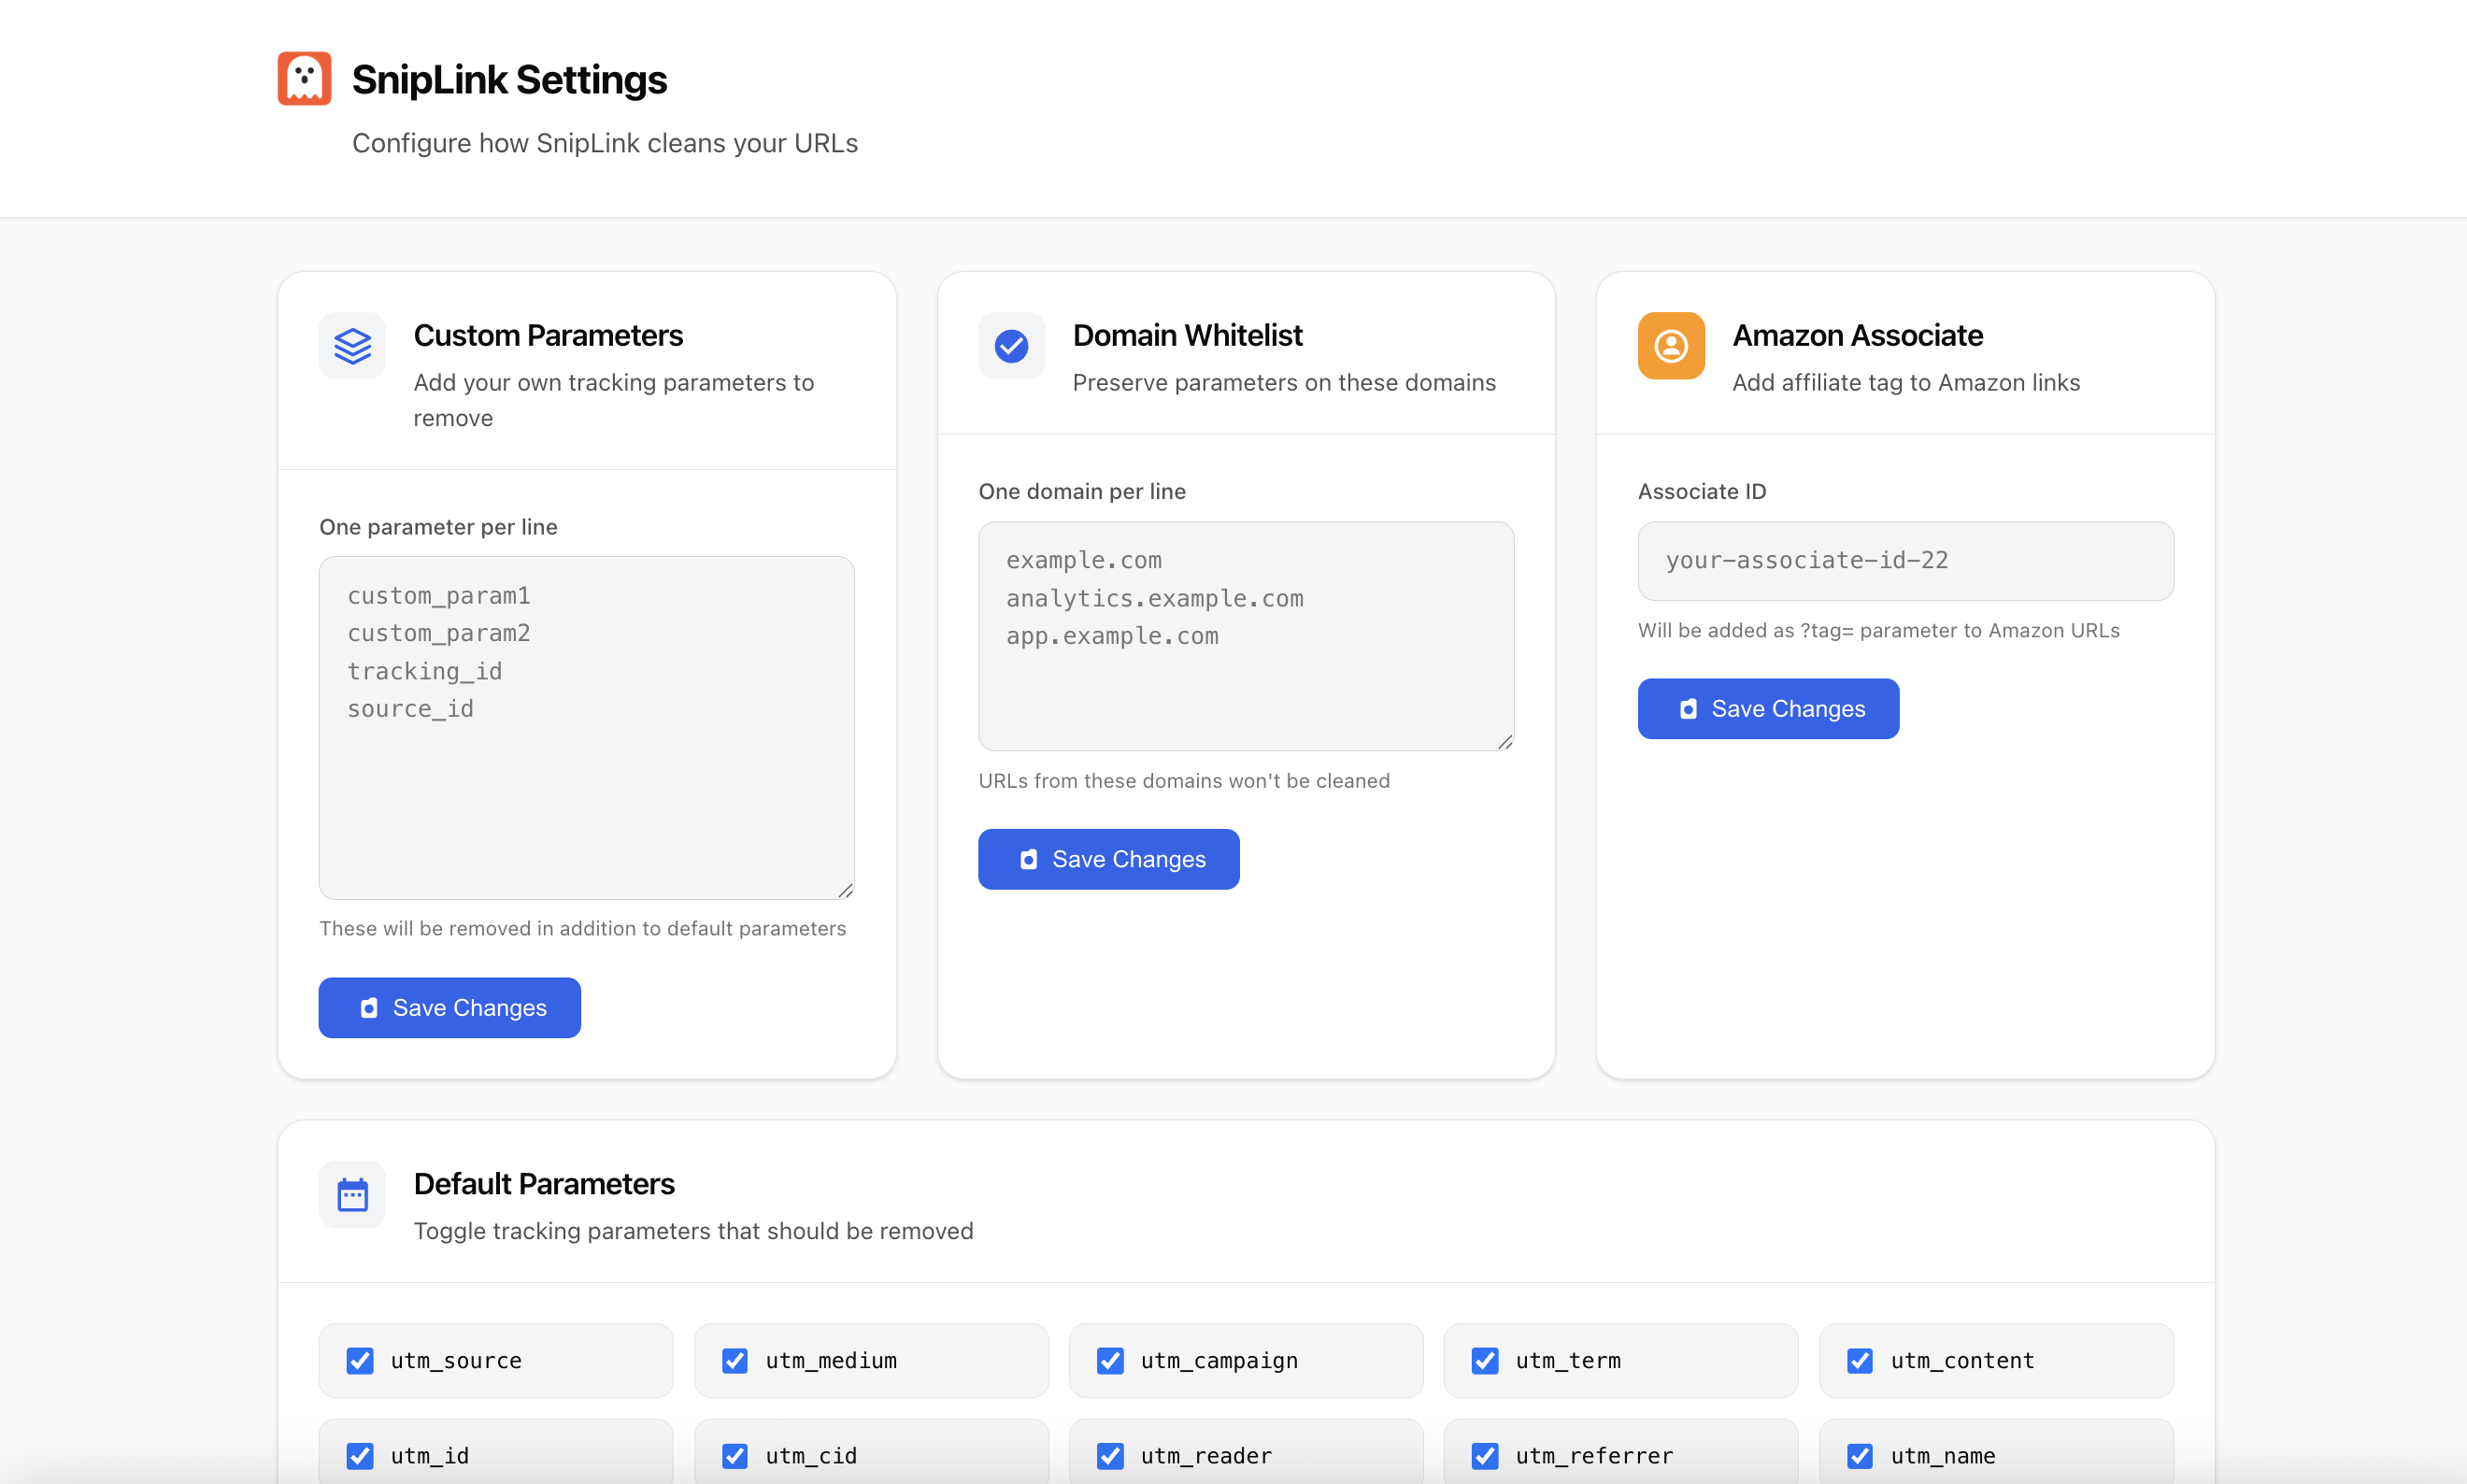 SnipLink Settings
Configure how SnipLink cleans your URLs
Custom Parameters
Add your own tracking parameters to
remove
One parameter per line
custom_param1
custom_param2
tracking_id
source_id
These will be removed in addition to default parameters
Save Changes
Domain Whitelist
Preserve parameters on these domains
One domain per line
example.com
analytics.example.com
app.example.com
URLs from these domains won't be cleaned
Save Changes
Amazon Associate
Add affiliate tag to Amazon links
Associate ID
your-associate-id-22
Will be added as ?tag= parameter to Amazon URLs
Save Changes
Default Parameters
Toggle tracking parameters that should be removed
utm_source
utm_medium
utm_campaign
utm_term
utm_content
utm_id
utm_cid
utm_reader
utm_referrer
utm_name